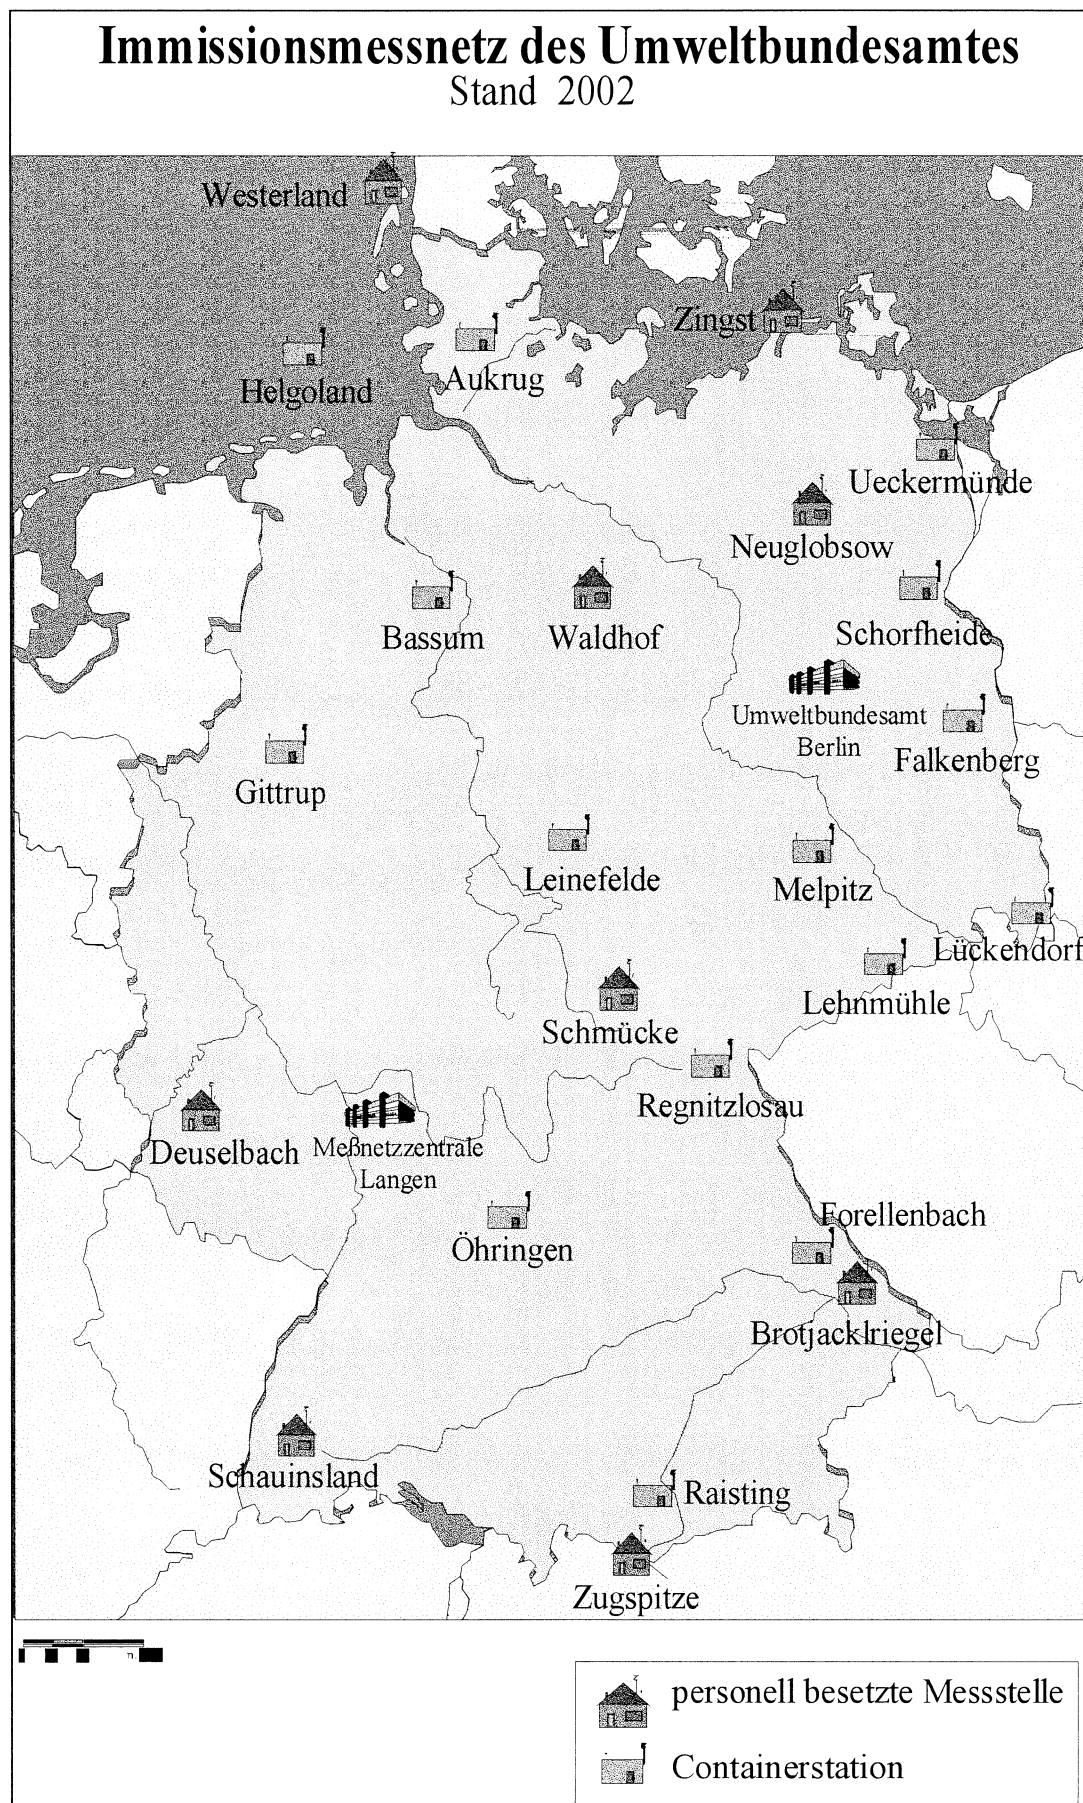 Immissionsmessnetz des Umweltbundesamtes
Stand 2002
Westerland
Zingst
Helgoland
Aukrug
Ueckermünde
Neuglobsow
Bassum
Waldhof
Schorfheide
Umweltbundesamt
Berlin
Falkenberg
Gittrup
Leinefelde
Melpitz
Lückendorf
Lehnmühle
Schmücke
Regnitzlosau
Deuselbach
Meßnetzzentrale
Langen
Forellenbach
Öhringen
Brotjacklriegel
Schauinsland
Raisting
Zugspitze
personell besetzte Messstelle
Containerstation